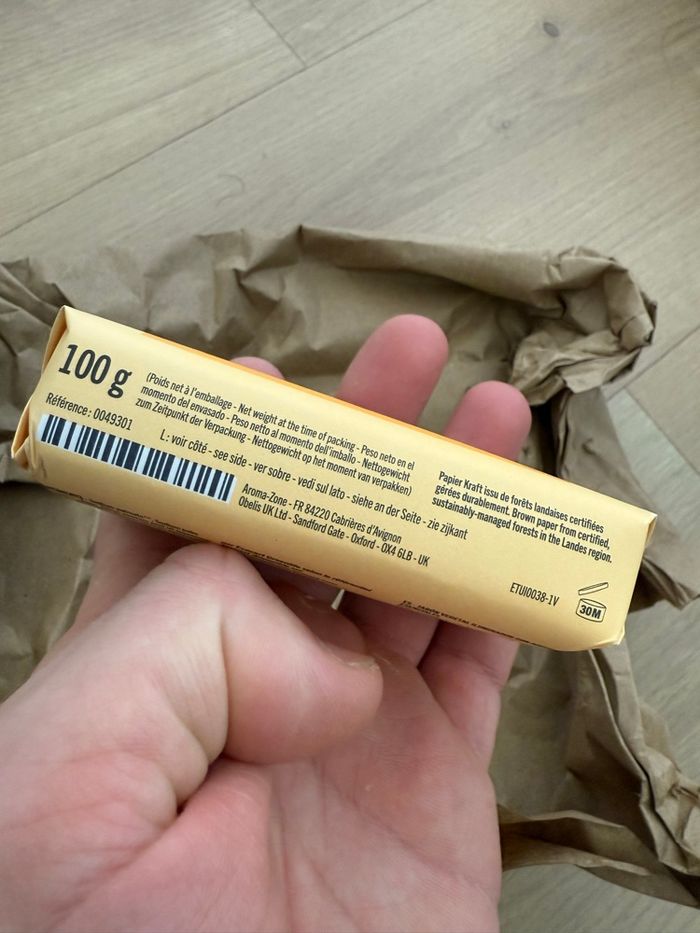 100 g
(Poids net à l'emballage - Net weight at the time of packing - Peso neto en el
momento del envasado - Peso netto al momento dell'imballo - Nettogewicht
zum Zeitpunkt der Verpackung - Nettogewicht op het moment van verpakken)
Référence : 0049301
L : voir côté - see side - ver sobre - vedi sul lato - siehe an der Seite - zie zijkant
Aroma-Zone - FR 84220 Cabrières d'Avignon
Obelis UK Ltd - Sandford Gate - Oxford - OX4 6LB - UK
Papier Kraft issu de forêts landaises certifiées
gérées durablement. Brown paper from certified,
sustainably-managed forests in the Landes region.
ETUI0038-1V
30M